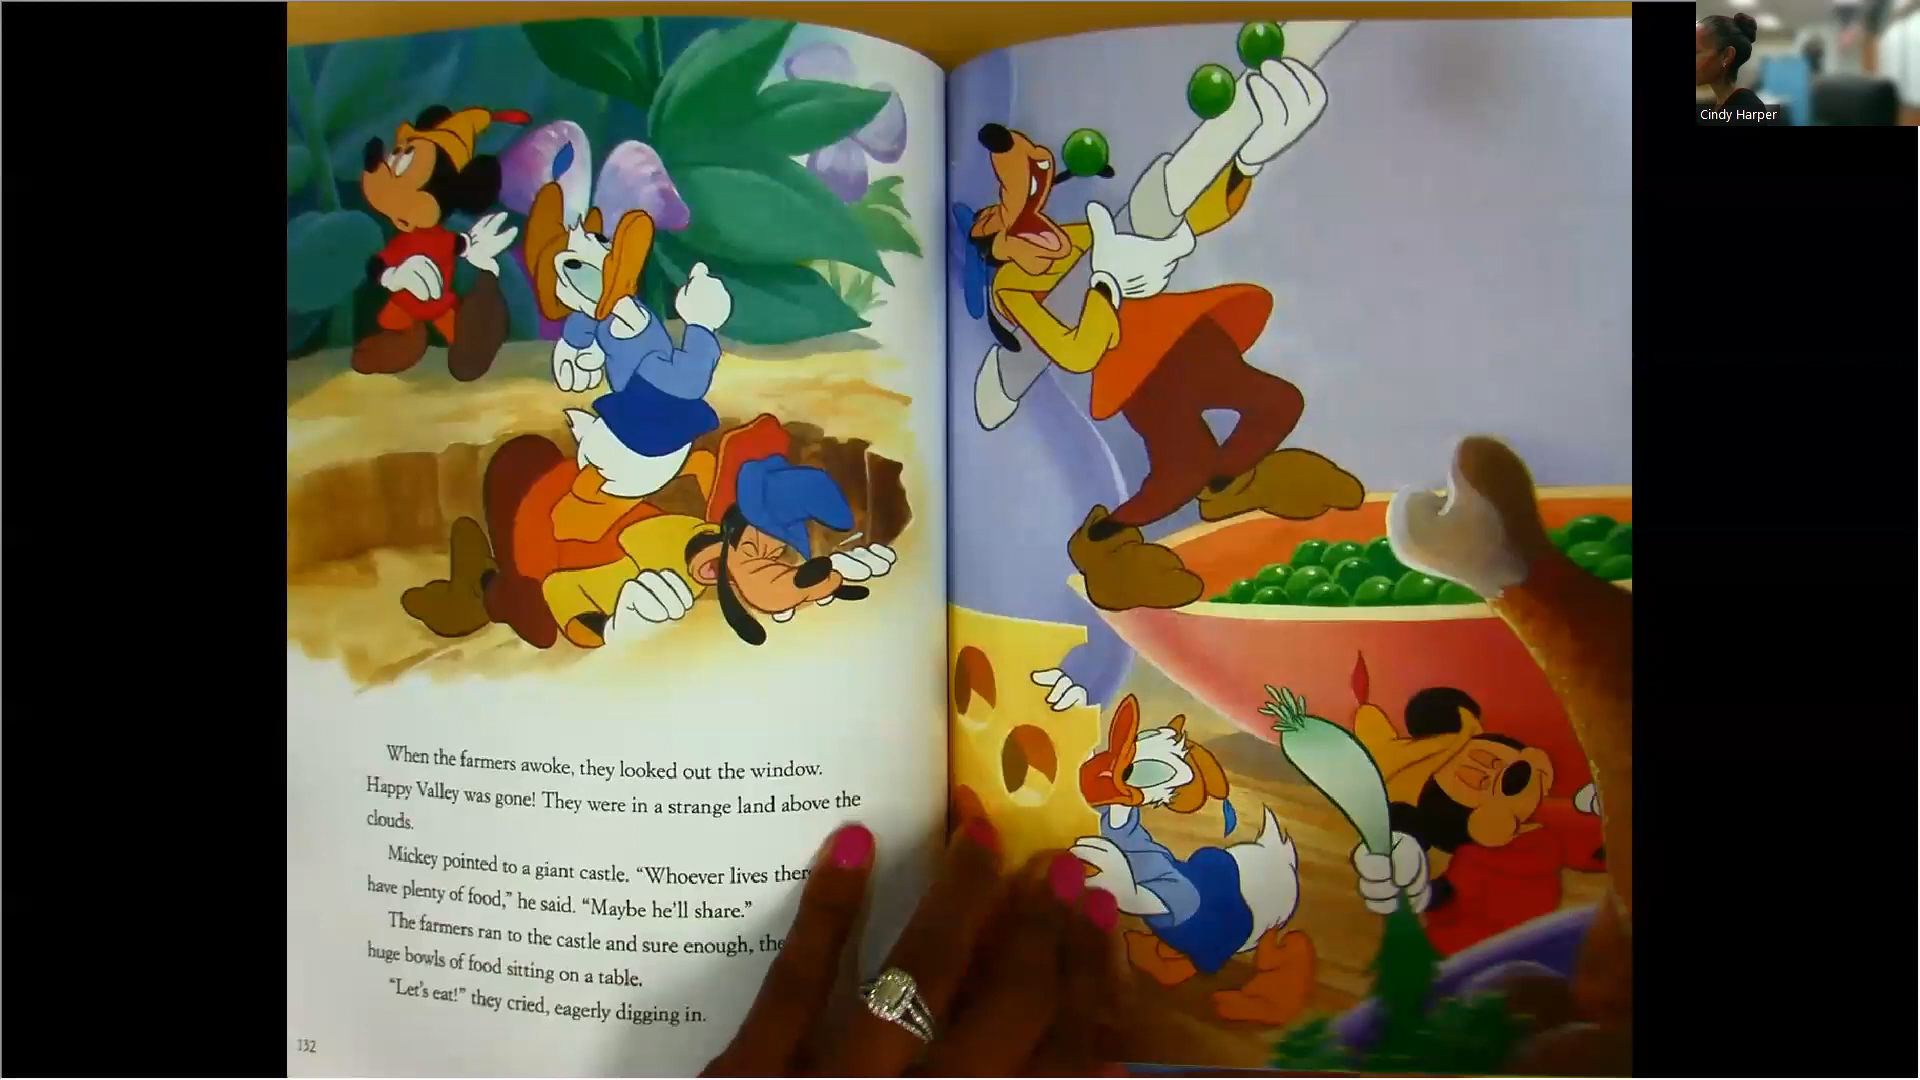 When the farmers awoke, they looked out the window.
Happy Valley was gone! They were in a strange land above the
clouds.
Mickey pointed to a giant castle. “Whoever lives ther
have plenty of food,” he said. “Maybe he’ll share.”
The farmers ran to the castle and sure enough, the
huge bowls of food sitting on a table.
“Let’s eat!” they cried, eagerly digging in.
132
Cindy Harper